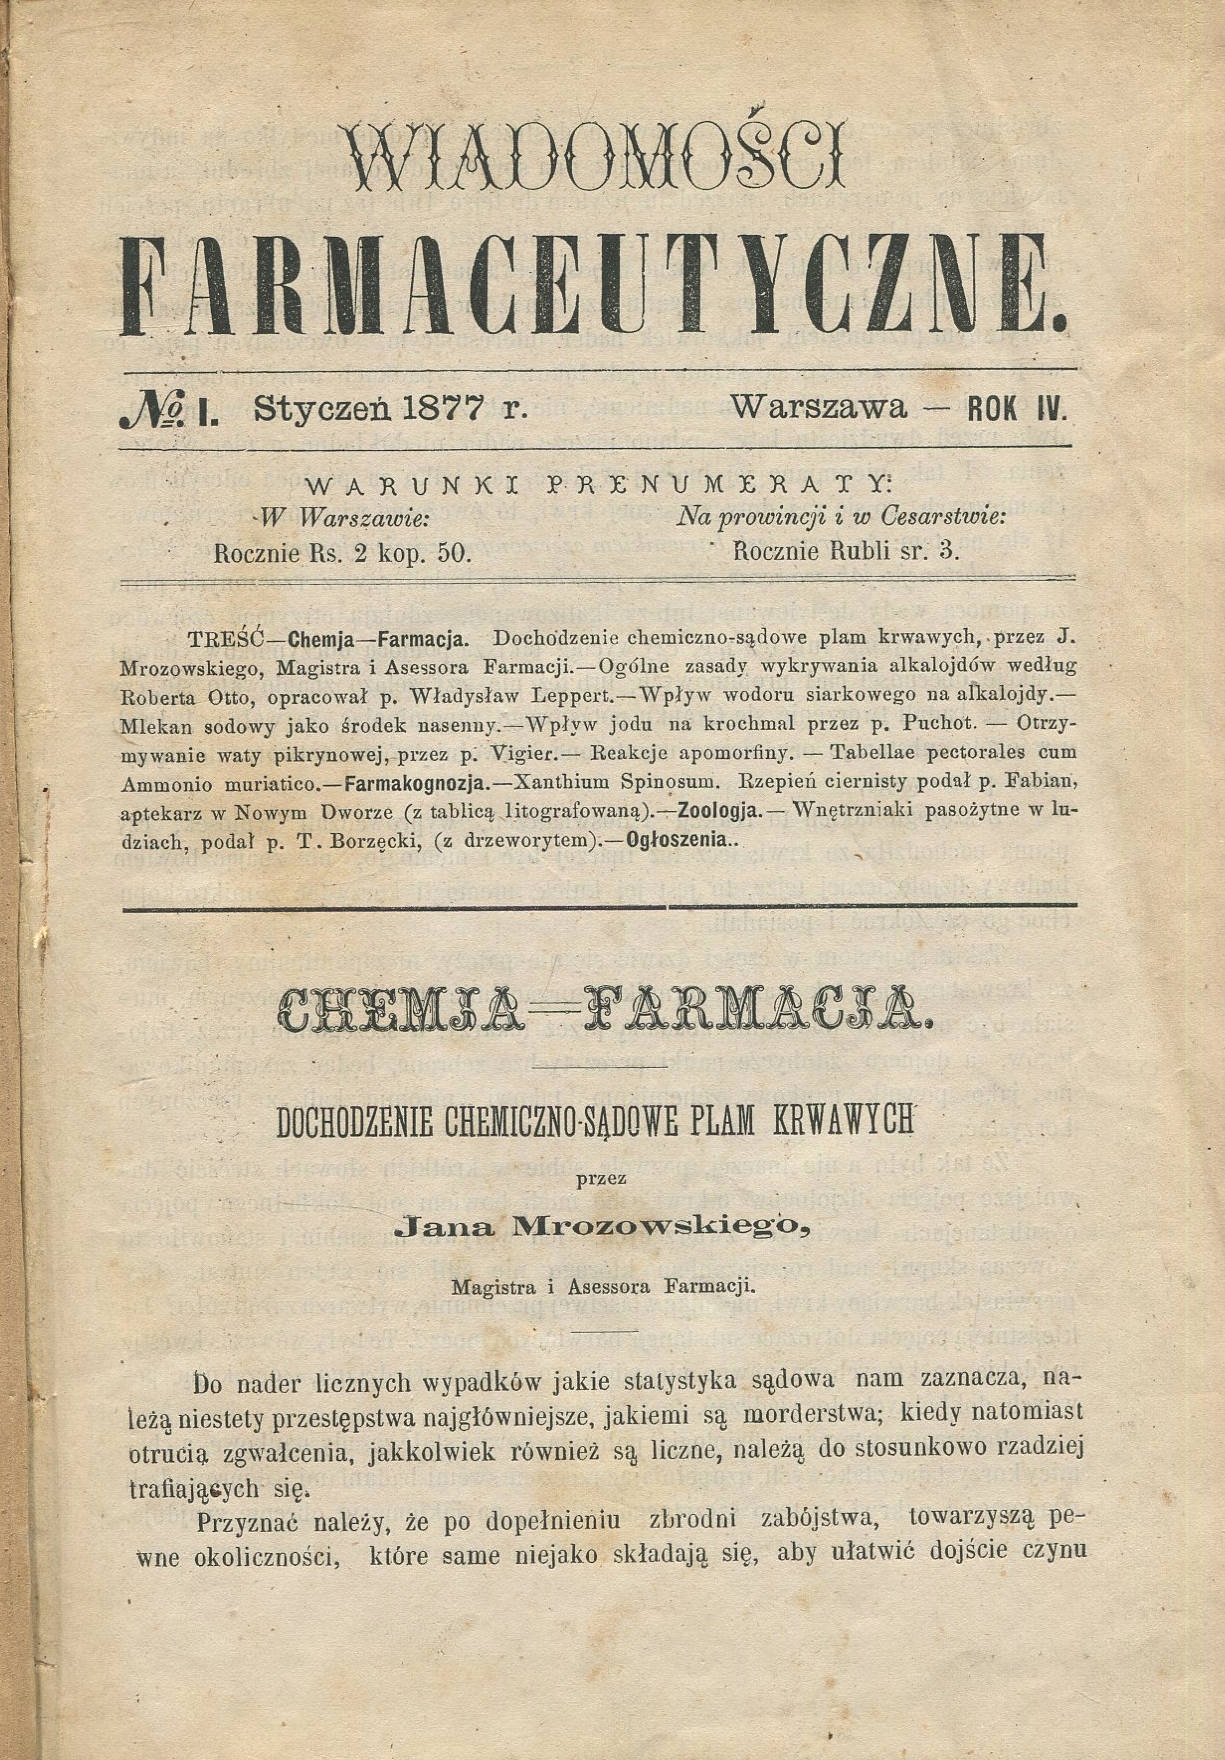 WIADOMOŚCI
FARMACEUTYCZNE.
No. I. Styczeń 1877 r. Warszawa — ROK IV.
WARUNKI PRENUMERATY:
W Warszawie: Na prowincji i w Cesarstwie:
Rocznie Rs. 2 kop. 50. Rocznie Rubli sr. 3.
TREŚĆ—Chemja—Farmacja. Dochodzenie chemiczno-sądowe plam krwawych, przez J.
Mrozowskiego, Magistra i Asessora Farmacji.—Ogólne zasady wykrywania alkalojdów według
Roberta Otto, opracował p. Władysław Leppert.—Wpływ wodoru siarkowego na alkalojdy.—
Mlekan sodowy jako środek nasenny.—Wpływ jodu na krochmal przez p. Puchot. — Otrzy-
mywanie waty pikrynowej, przez p. Vigier.— Reakcje apomorfiny. — Tabellae pectorales cum
Ammonio muriatico.—Farmakognozja.—Xanthium Spinosum. Rzepień ciernisty podał p. Fabian,
aptekarz w Nowym Dworze (z tablicą litografowaną).—Zoologja.— Wnętrzniaki pasożytne w lu-
dziach, podał p. T. Borzęcki, (z drzeworytem).—Ogłoszenia..
CHEMJA—FARMACJA.
DOCHODZENIE CHEMICZNO-SĄDOWE PLAM KRWAWYCH
przez
Jana Mrozowskiego,
Magistra i Asessora Farmacji.
Do nader licznych wypadków jakie statystyka sądowa nam zaznacza, na-
leżą niestety przestępstwa najgłówniejsze, jakiemi są morderstwa; kiedy natomiast
otrucia zgwałcenia, jakkolwiek również są liczne, należą do stosunkowo rzadziej
trafiających się.
Przyznać należy, że po dopełnieniu zbrodni zabójstwa, towarzyszą pe-
wne okoliczności, które same niejako składają się, aby ułatwić dojście czynu